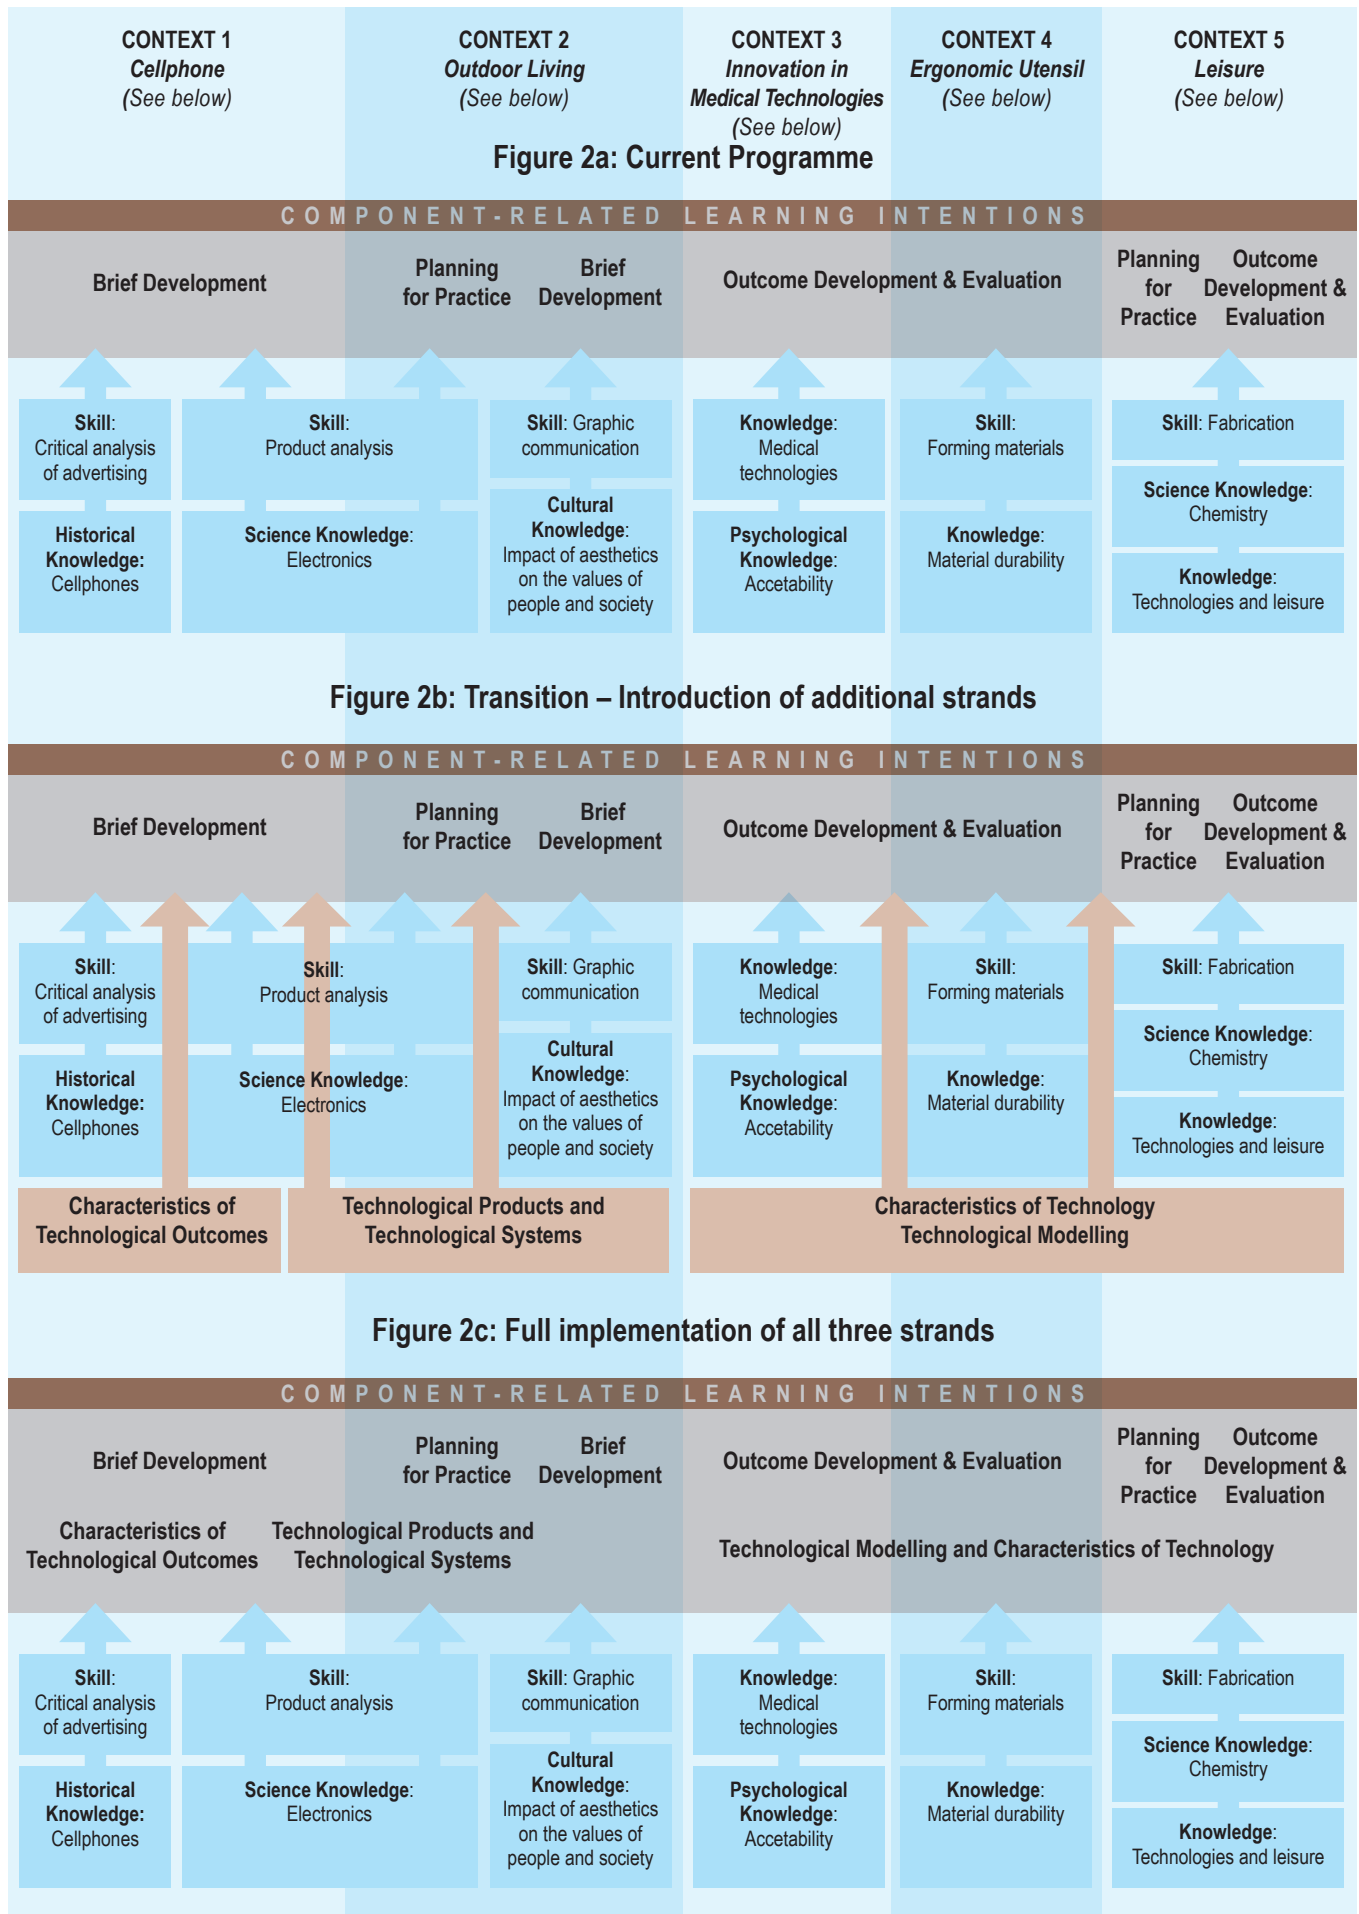 CONTEXT 1
Cellphone
(See below)
CONTEXT 2
Outdoor Living
(See below)
CONTEXT 3
Innovation in
Medical Technologies
(See below)
CONTEXT 4
Ergonomic Utensil
(See below)
CONTEXT 5
Leisure
(See below)
Figure 2a: Current Programme
COMPONENT-RELATED LEARNING INTENTIONS
Brief Development
Planning
for Practice
Brief
Development
Outcome Development & Evaluation
Planning
for
Practice
Outcome
Development &
Evaluation
Skill:
Critical analysis
of advertising
Skill:
Product analysis
Skill: Graphic
communication
Knowledge:
Medical
technologies
Skill:
Forming materials
Skill: Fabrication
Historical
Knowledge:
Cellphones
Science Knowledge:
Electronics
Cultural
Knowledge:
Impact of aesthetics
on the values of
people and society
Psychological
Knowledge:
Accetability
Knowledge:
Material durability
Science Knowledge:
Chemistry
Knowledge:
Technologies and leisure
Figure 2b: Transition – Introduction of additional strands
COMPONENT-RELATED LEARNING INTENTIONS
Brief Development
Planning
for Practice
Brief
Development
Outcome Development & Evaluation
Planning
for
Practice
Outcome
Development &
Evaluation
Skill:
Critical analysis
of advertising
Skill:
Product analysis
Skill: Graphic
communication
Knowledge:
Medical
technologies
Skill:
Forming materials
Skill: Fabrication
Historical
Knowledge:
Cellphones
Science Knowledge:
Electronics
Cultural
Knowledge:
Impact of aesthetics
on the values of
people and society
Psychological
Knowledge:
Accetability
Knowledge:
Material durability
Science Knowledge:
Chemistry
Knowledge:
Technologies and leisure
Characteristics of
Technological Outcomes
Technological Products and
Technological Systems
Characteristics of Technology
Technological Modelling
Figure 2c: Full implementation of all three strands
COMPONENT-RELATED LEARNING INTENTIONS
Brief Development
Planning
for Practice
Brief
Development
Outcome Development & Evaluation
Planning
for
Practice
Outcome
Development &
Evaluation
Characteristics of
Technological Outcomes
Technological Products and
Technological Systems
Technological Modelling and Characteristics of Technology
Skill:
Critical analysis
of advertising
Skill:
Product analysis
Skill: Graphic
communication
Knowledge:
Medical
technologies
Skill:
Forming materials
Skill: Fabrication
Historical
Knowledge:
Cellphones
Science Knowledge:
Electronics
Cultural
Knowledge:
Impact of aesthetics
on the values of
people and society
Psychological
Knowledge:
Accetability
Knowledge:
Material durability
Science Knowledge:
Chemistry
Knowledge:
Technologies and leisure